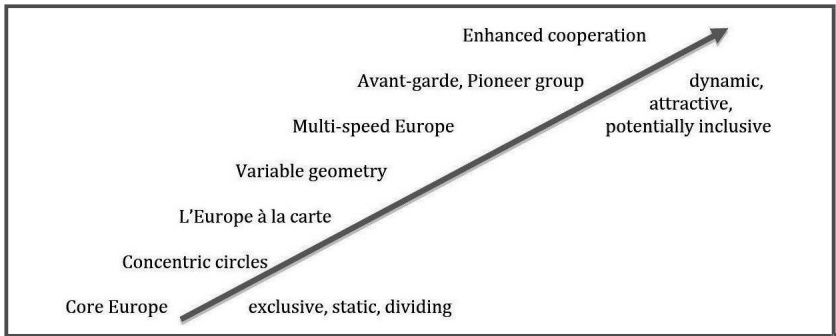 Enhanced cooperation
Avant-garde, Pioneer group
dynamic,
attractive,
Multi-speed Europe
potentially inclusive
Variable geometry
L’Europe à la carte
Concentric circles
Core Europe
exclusive, static, dividing